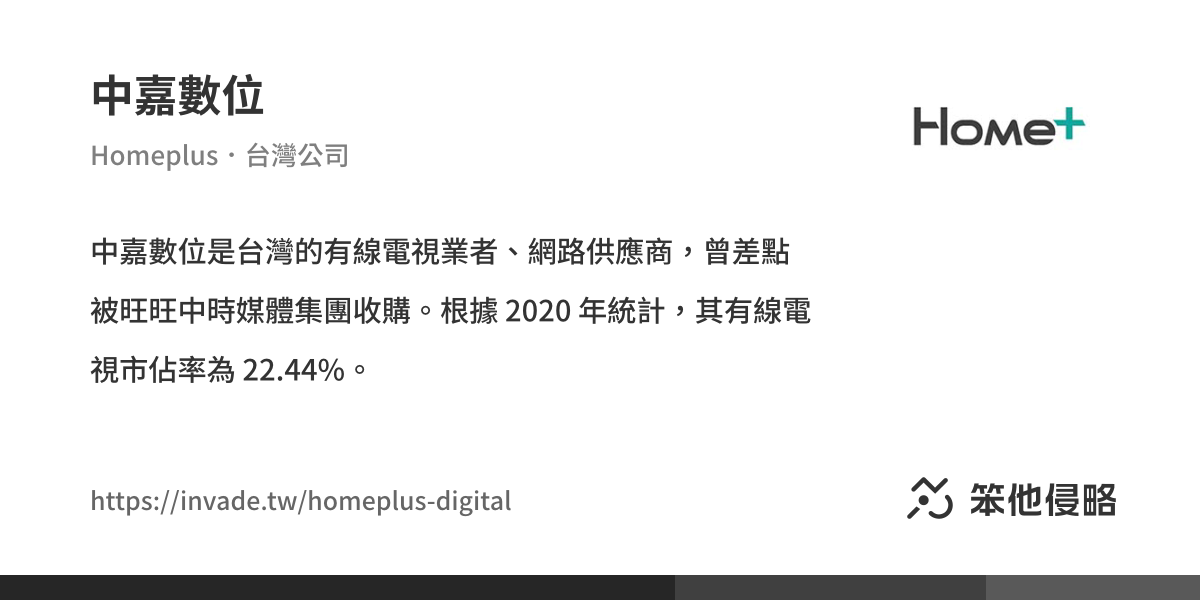 中嘉數位
Homeplus・台灣公司
Home+
中嘉數位是台灣的有線電視業者、網路供應商，曾差點
被旺旺中時媒體集團收購。根據 2020 年統計，其有線電
視市佔率為 22.44%。
https://invade.tw/homeplus-digital
笨他侵略